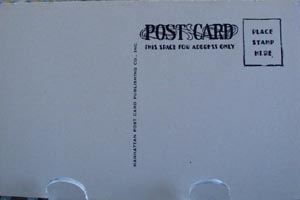 POST CARD
THIS SPACE FOR ADDRESS ONLY
PLACE
STAMP
HERE
MANHATTAN POST CARD PUBLISHING CO., INC.